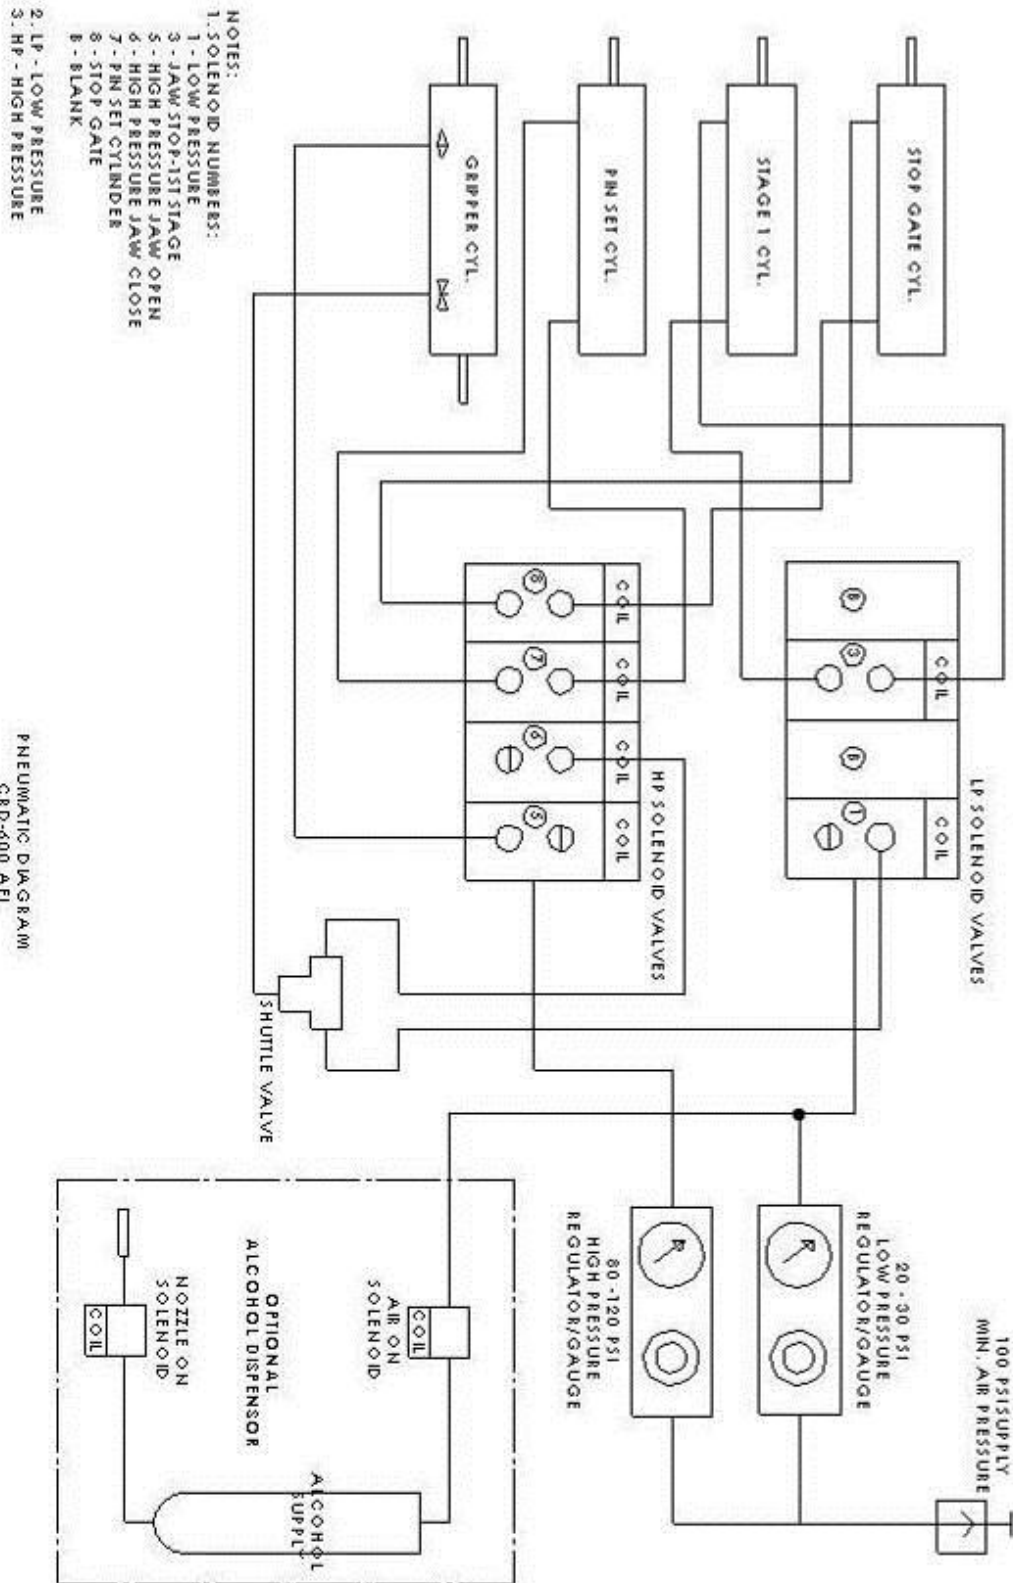 100 PSI SUPPLY
MIN. AIR PRESSURE
20 - 30 PSI
LOW PRESSURE
REGULATOR/GAUGE
80 -120 PSI
HIGH PRESSURE
REGULATOR/GAUGE
STOP GATE CYL.
STAGE 1 CYL.
PIN SET CYL.
GRIPPER CYL.
LP SOLENOID VALVES
B
3
COIL
B
1
COIL
HP SOLENOID VALVES
8
COIL
7
COIL
6
COIL
5
COIL
SHUTTLE VALVE
AIR ON
SOLENOID
COIL
OPTIONAL
ALCOHOL DISPENSOR
NOZZLE ON
SOLENOID
COIL
ALCOHOL
SUPPLY
NOTES:
1. SOLENOID NUMBERS:
1 - LOW PRESSURE
3 - JAW STOP-1ST STAGE
5 - HIGH PRESSURE JAW OPEN
6 - HIGH PRESSURE JAW CLOSE
7 - PIN SET CYLINDER
8 - STOP GATE
B - BLANK
2. LP - LOW PRESSURE
3. HP - HIGH PRESSURE
PNEUMATIC DIAGRAM